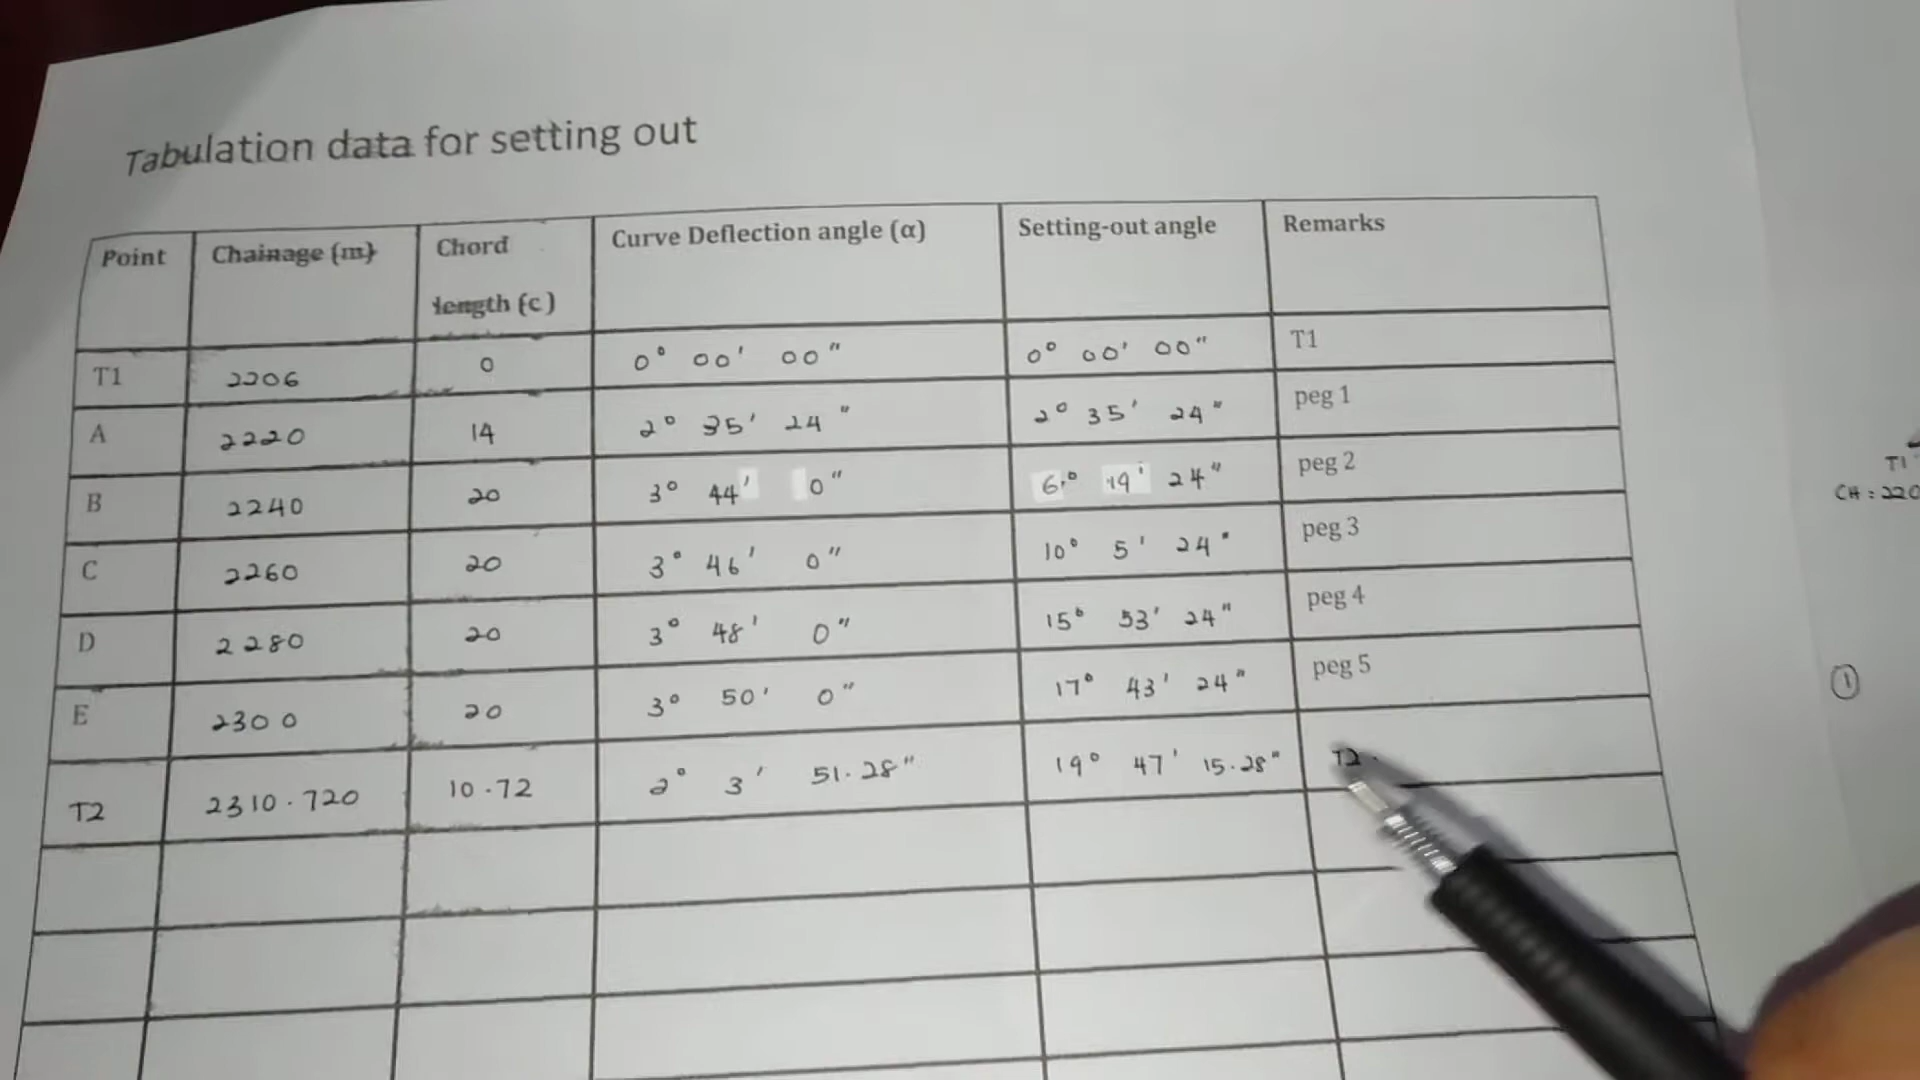 Tabulation data for setting out
Point Chainage (m) Chord length (c) Curve Deflection angle (α) Setting-out angle Remarks
T1 2206 0 0° 00' 00" 0° 00' 00" T1
A 2220 14 2° 35' 24" 2° 35' 24" peg 1
B 2240 20 3° 44' 0" 6° 19' 24" peg 2
C 2260 20 3° 46' 0" 10° 5' 24" peg 3
D 2280 20 3° 48' 0" 15° 53' 24" peg 4
E 2300 20 3° 50' 0" 17° 43' 24" peg 5
T2 2310.720 10.72 2° 3' 51.28" 19° 47' 15.28" T2.
T1
CH: 220
1